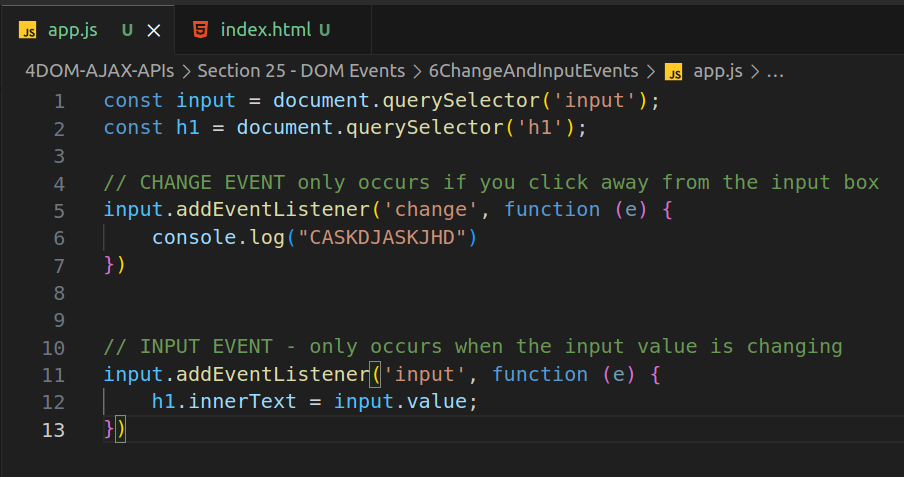 JS app.js U × index.html U
4DOM-AJAX-APIs > Section 25 - DOM Events > 6ChangeAndInputEvents > JS app.js > ...
1 const input = document.querySelector('input');
2 const h1 = document.querySelector('h1');
3
4 // CHANGE EVENT only occurs if you click away from the input box
5 input.addEventListener('change', function (e) {
6     console.log("CASKDJASKJHD")
7 })
8
9
10 // INPUT EVENT - only occurs when the input value is changing
11 input.addEventListener('input', function (e) {
12     h1.innerText = input.value;
13 })